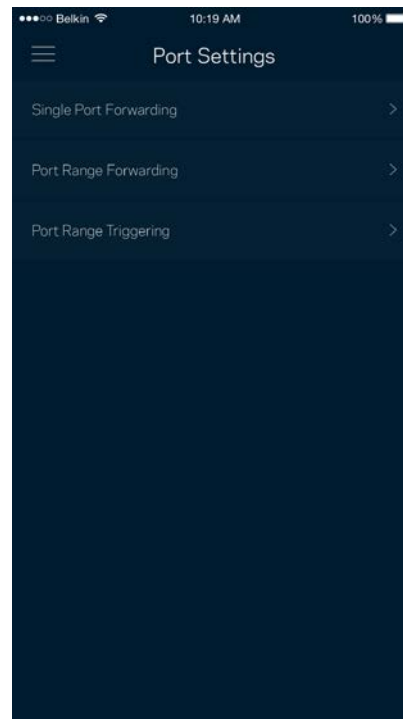 Belkin 10:19 AM 100%
Port Settings
Single Port Forwarding
Port Range Forwarding
Port Range Triggering